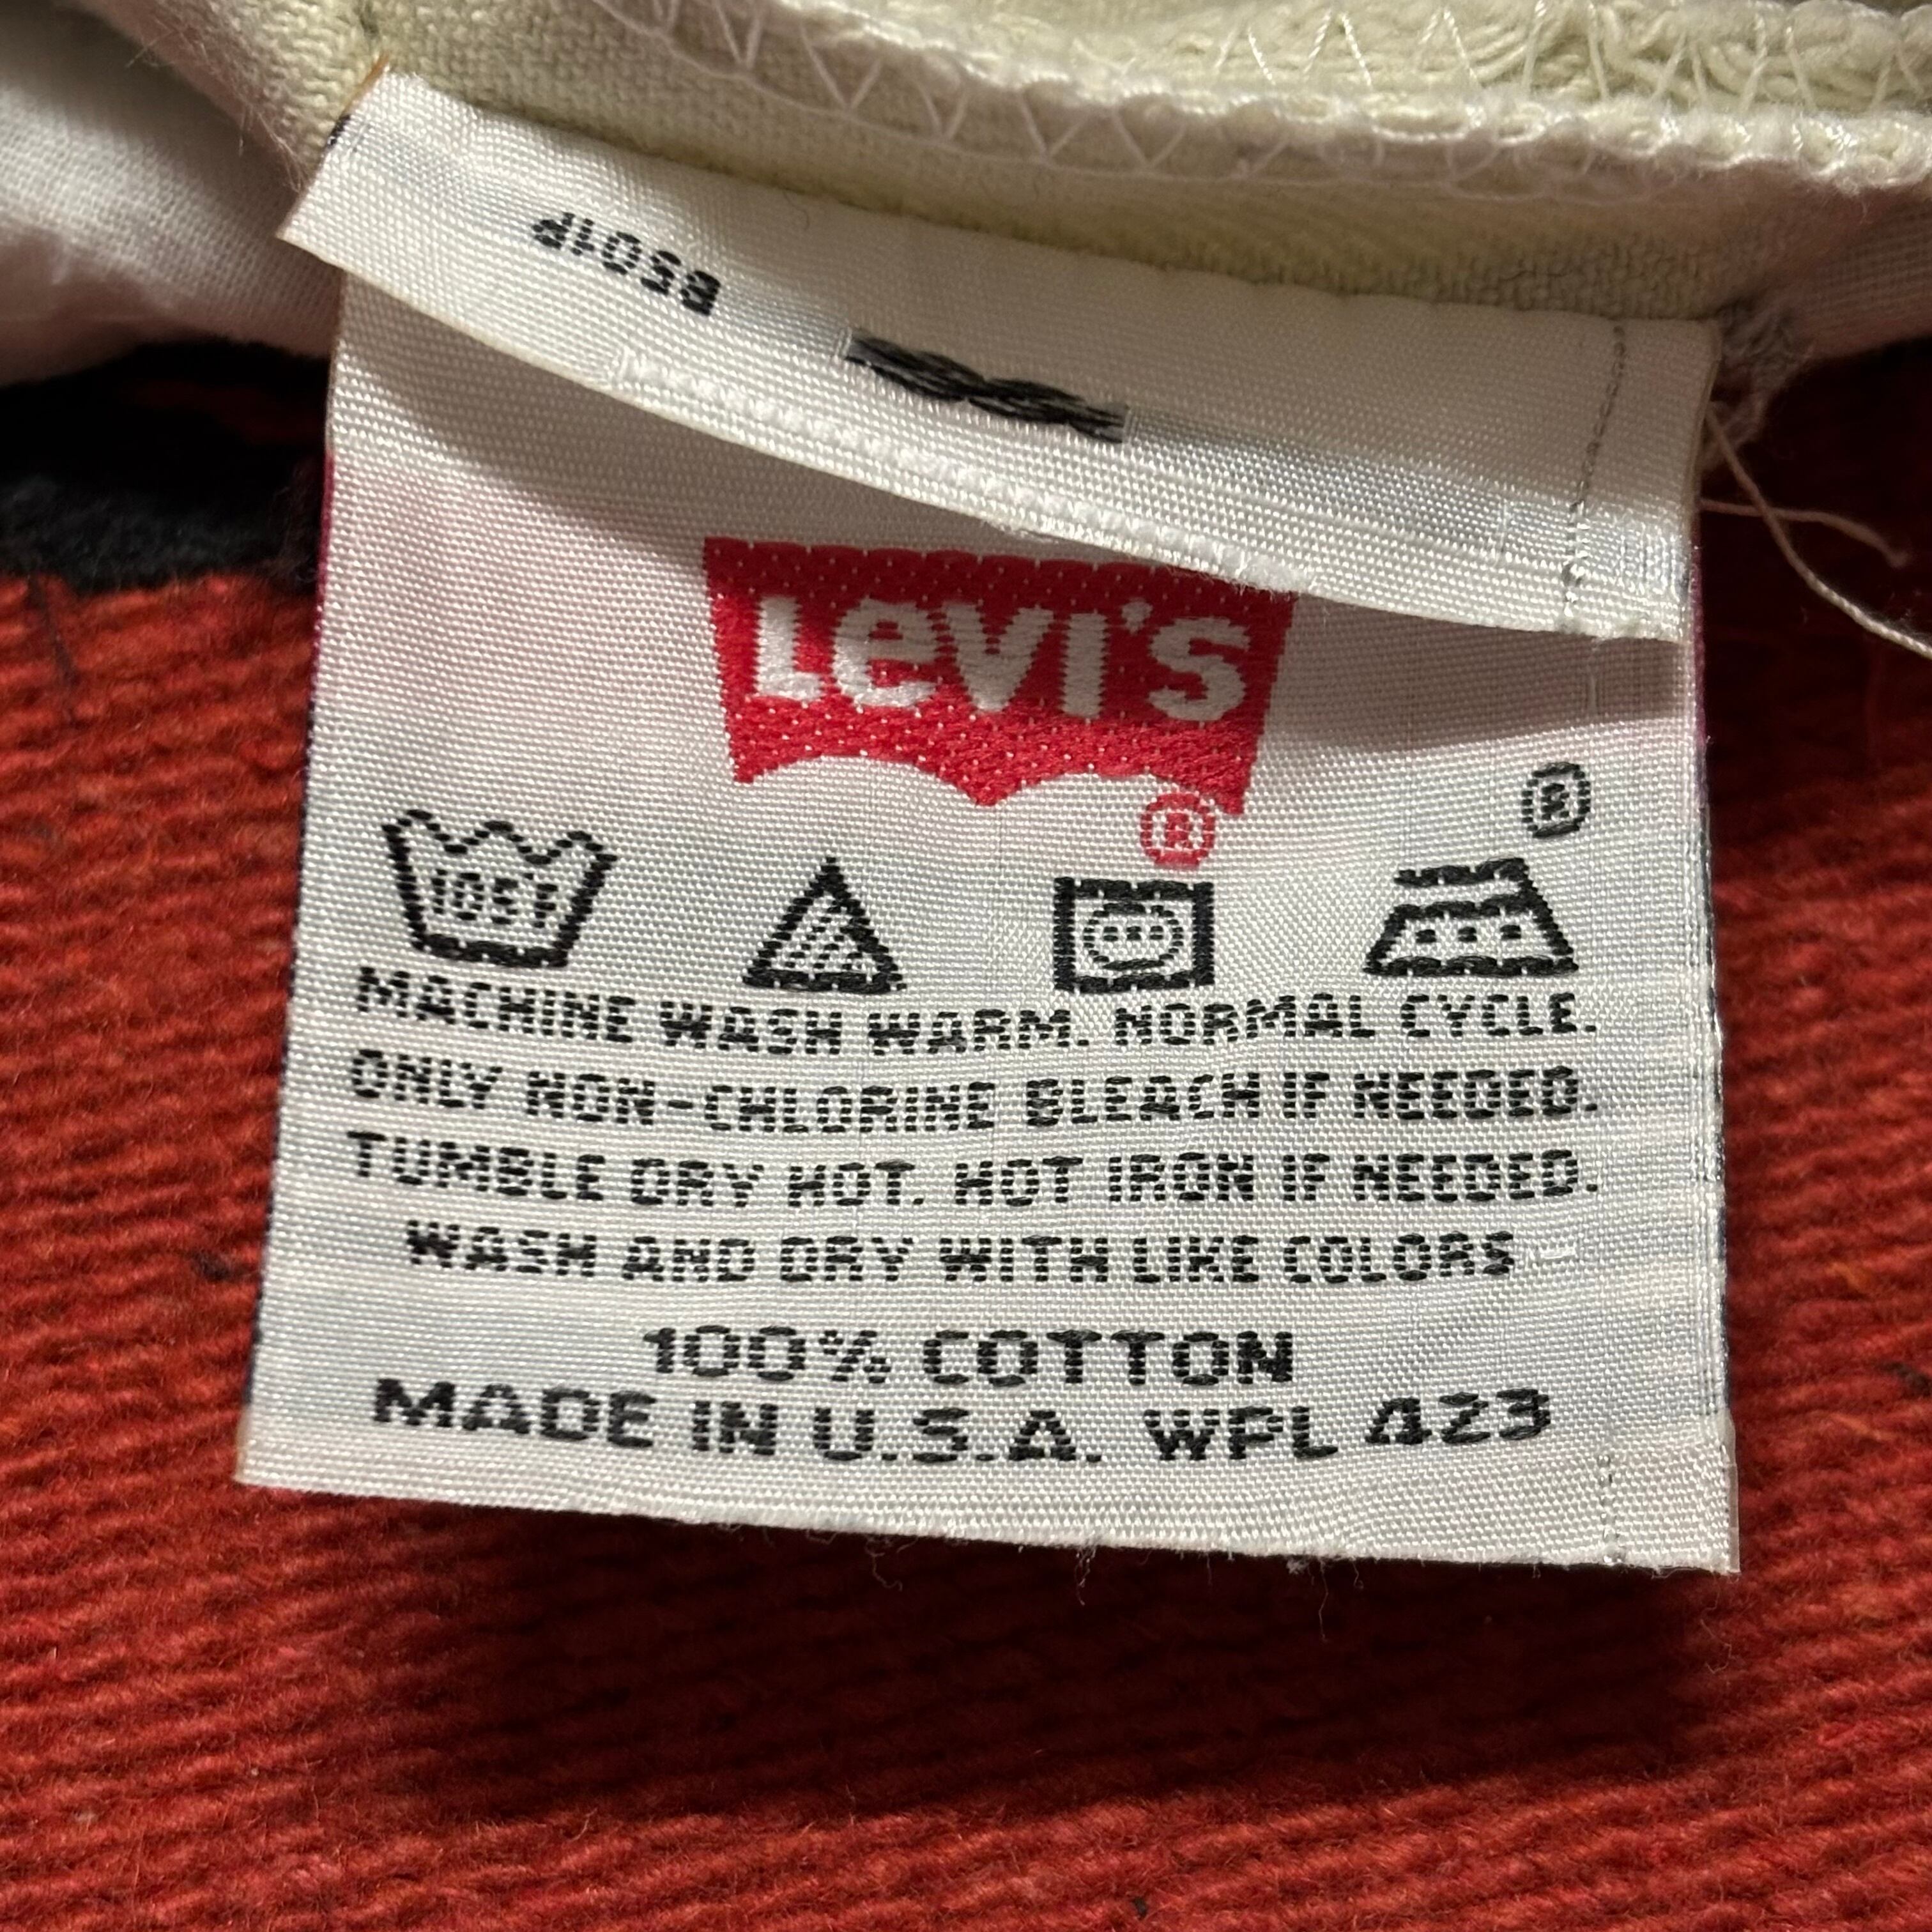 8501P
Levi's
®
®
105F
MACHINE WASH WARM. NORMAL CYCLE.
ONLY NON-CHLORINE BLEACH IF NEEDED.
TUMBLE DRY HOT. HOT IRON IF NEEDED.
WASH AND DRY WITH LIKE COLORS
100% COTTON
MADE IN U.S.A. WPL 423